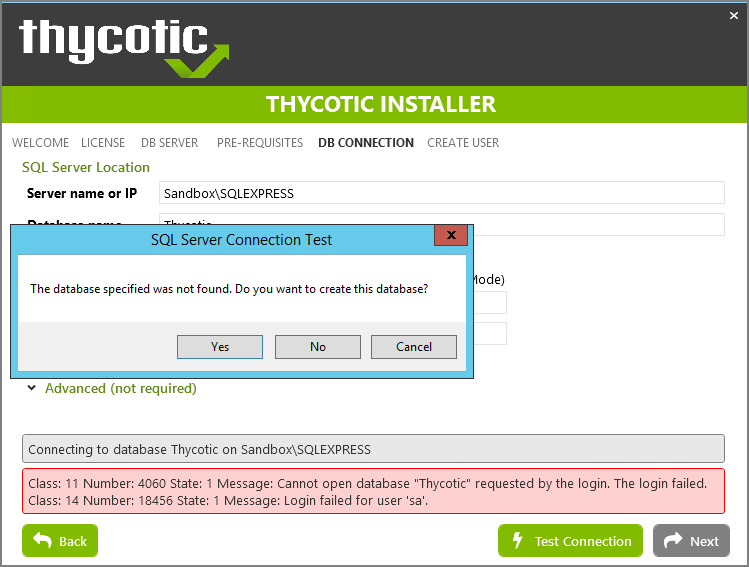 thycotic
THYCOTIC INSTALLER
WELCOME LICENSE DB SERVER PRE-REQUISITES DB CONNECTION CREATE USER
SQL Server Location
Server name or IP Sandbox\SQLEXPRESS
Database name Thycotic
SQL Server Connection Test
Mode)
The database specified was not found. Do you want to create this database?
Yes No Cancel
Advanced (not required)
Connecting to database Thycotic on Sandbox\SQLEXPRESS
Class: 11 Number: 4060 State: 1 Message: Cannot open database "Thycotic" requested by the login. The login failed.
Class: 14 Number: 18456 State: 1 Message: Login failed for user 'sa'.
Back Test Connection Next